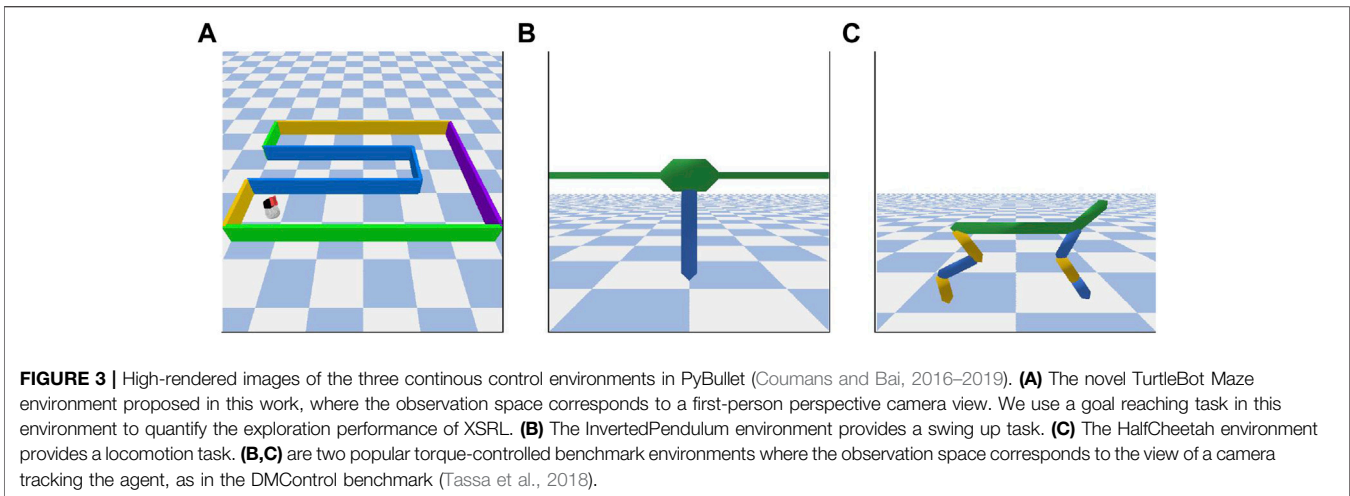 A
B
C
FIGURE 3 | High-rendered images of the three continous control environments in PyBullet (Coumans and Bai, 2016–2019). (A) The novel TurtleBot Maze
environment proposed in this work, where the observation space corresponds to a first-person perspective camera view. We use a goal reaching task in this
environment to quantify the exploration performance of XSRL. (B) The InvertedPendulum environment provides a swing up task. (C) The HalfCheetah environment
provides a locomotion task. (B,C) are two popular torque-controlled benchmark environments where the observation space corresponds to the view of a camera
tracking the agent, as in the DMControl benchmark (Tassa et al., 2018).